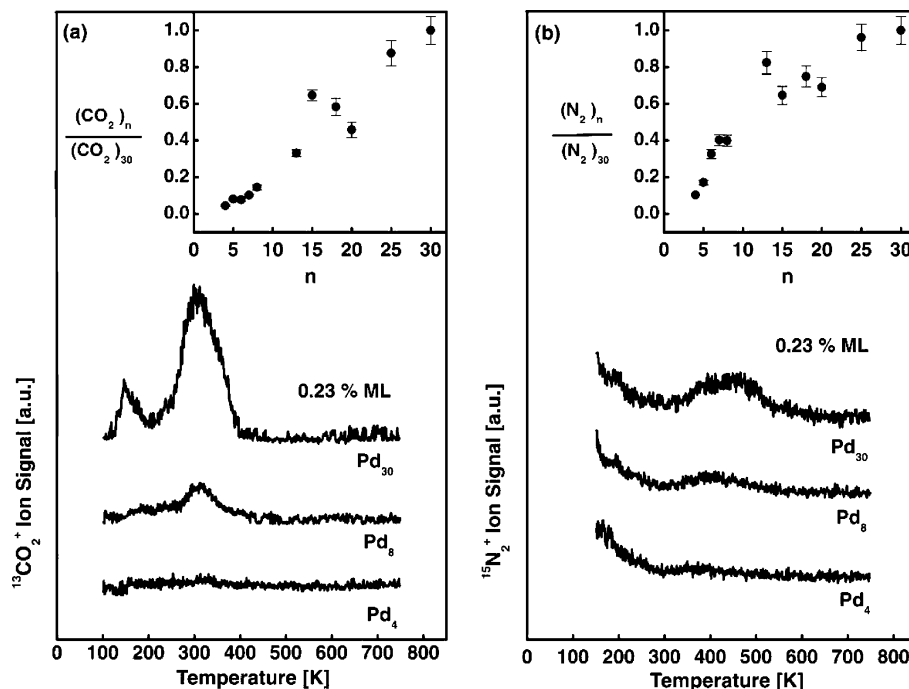 (a)
(CO2)n
(CO2)30
1.0
0.8
0.6
0.4
0.2
0.0
0 5 10 15 20 25 30
n
13CO2+ Ion Signal [a.u.]
0.23 % ML
Pd30
Pd8
Pd4
100 200 300 400 500 600 700 800
Temperature [K]
(b)
(N2)n
(N2)30
1.0
0.8
0.6
0.4
0.2
0.0
0 5 10 15 20 25 30
n
15N2+ Ion Signal [a.u.]
0.23 % ML
Pd30
Pd8
Pd4
0 100 200 300 400 500 600 700 800
Temperature [K]